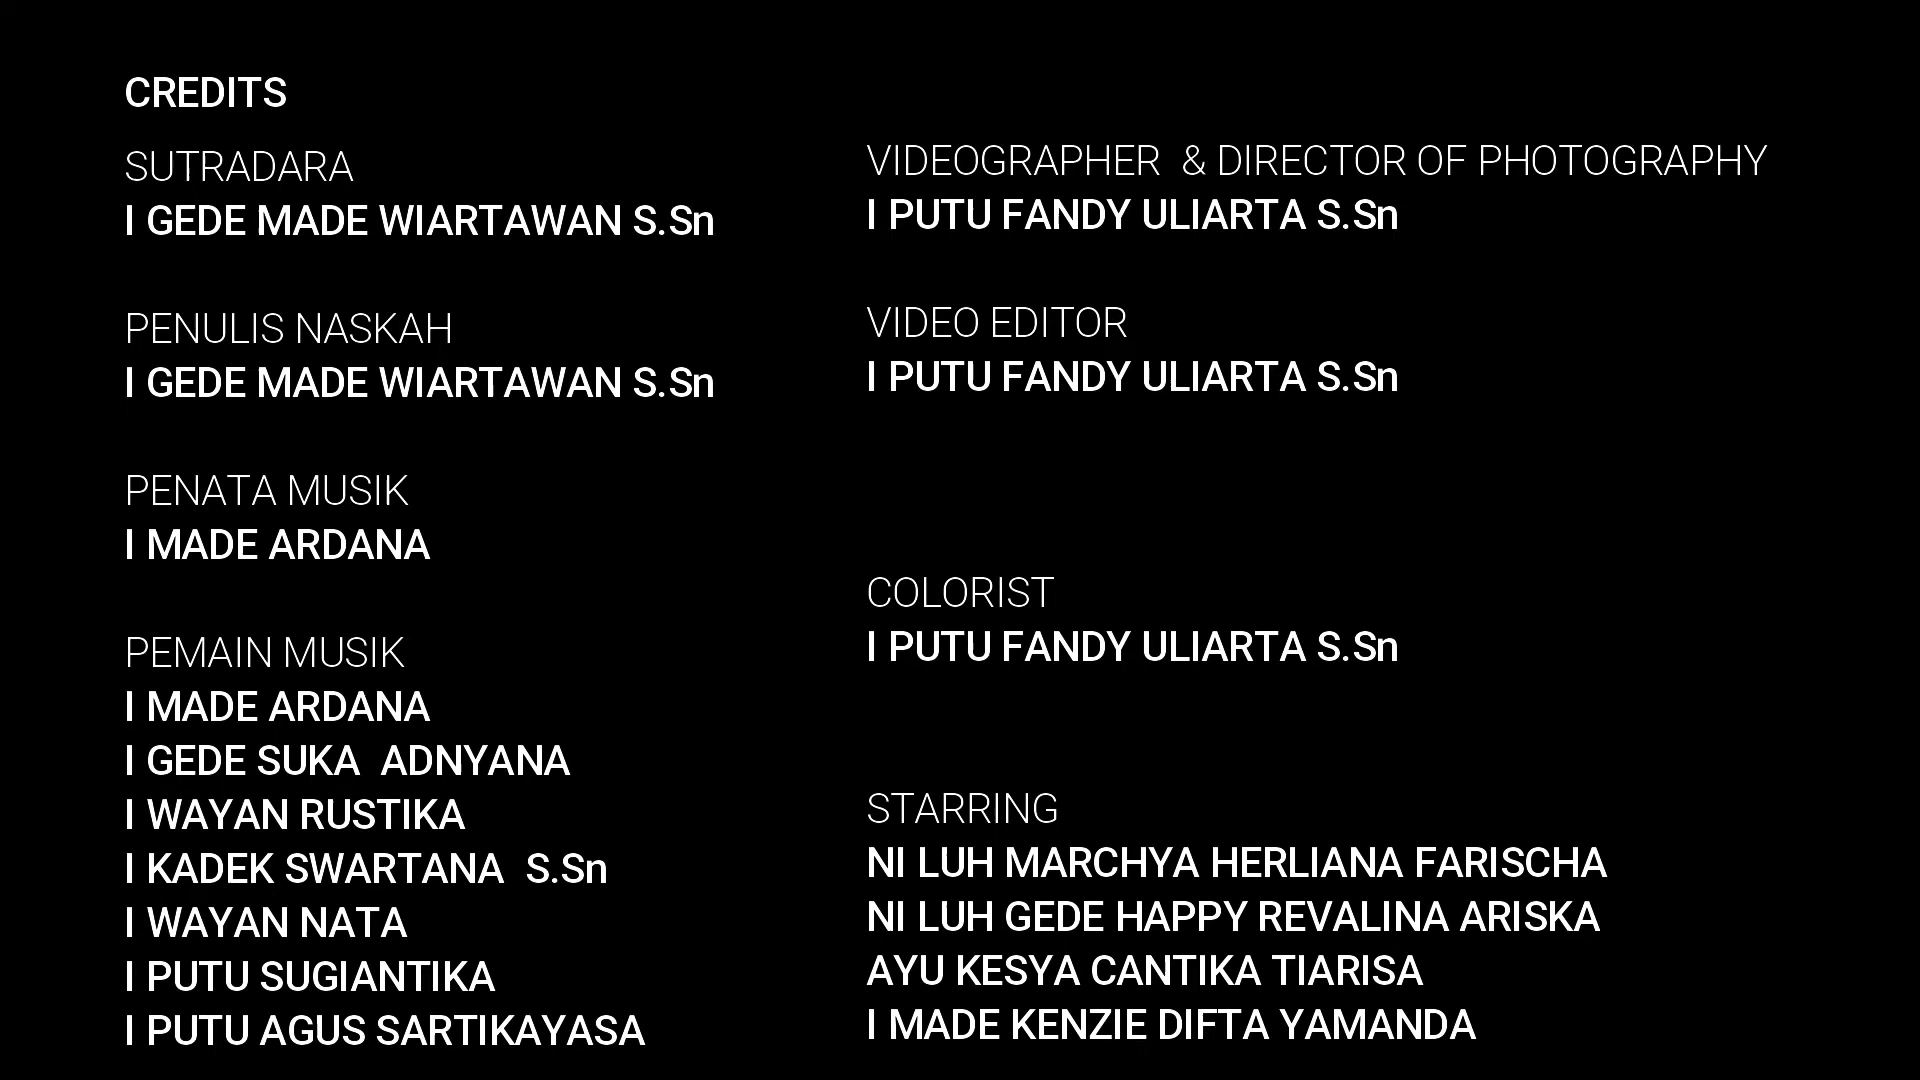 CREDITS
SUTRADARA
I GEDE MADE WIARTAWAN S.Sn
PENULIS NASKAH
I GEDE MADE WIARTAWAN S.Sn
PENATA MUSIK
I MADE ARDANA
PEMAIN MUSIK
I MADE ARDANA
I GEDE SUKA  ADNYANA
I WAYAN RUSTIKA
I KADEK SWARTANA  S.Sn
I WAYAN NATA
I PUTU SUGIANTIKA
I PUTU AGUS SARTIKAYASA
VIDEOGRAPHER  & DIRECTOR OF PHOTOGRAPHY
I PUTU FANDY ULIARTA S.Sn
VIDEO EDITOR
I PUTU FANDY ULIARTA S.Sn
COLORIST
I PUTU FANDY ULIARTA S.Sn
STARRING
NI LUH MARCHYA HERLIANA FARISCHA
NI LUH GEDE HAPPY REVALINA ARISKA
AYU KESYA CANTIKA TIARISA
I MADE KENZIE DIFTA YAMANDA